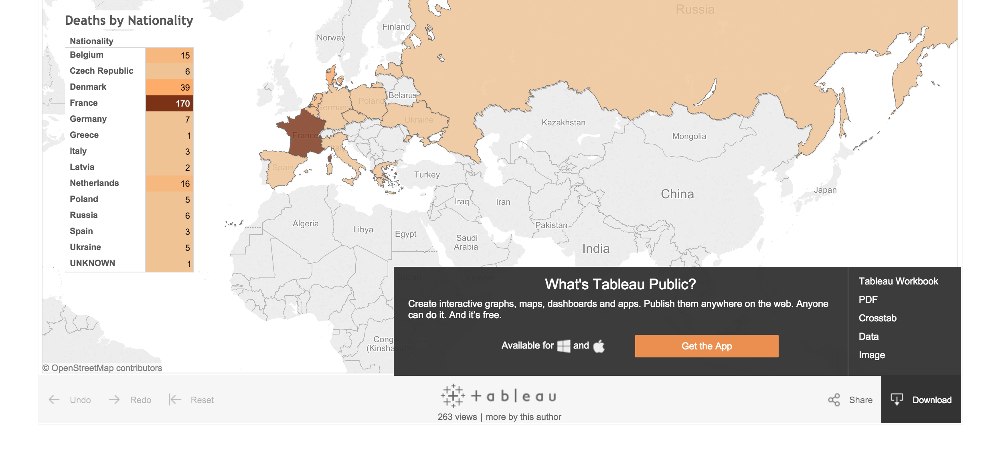 Russia
Deaths by Nationality
Finland
Norway
Nationality
Belgium 15
Czech Republic 6
Denmark 39
France 170
Germany 7
Greece 1
Italy 3
Latvia 2
Netherlands 16
Poland 5
Russia 6
Spain 3
Ukraine 5
UNKNOWN 1
Belarus
Poland
Germany
Ukraine
Kazakhstan
France
Mongolia
Italy
Spain
Turkey
China
Japan
Iraq
Iran
Algeria
Libya
Egypt
Pakistan
Saudi
Arabia
India
Sudan
Yemen
Congo
(Kinshasa)
What's Tableau Public?
Create interactive graphs, maps, dashboards and apps. Publish them anywhere on the web. Anyone
can do it. And it’s free.
Available for and
Get the App
Tableau Workbook
PDF
Crosstab
Data
Image
© OpenStreetMap contributors
Undo Redo Reset
+ableau
263 views | more by this author
Share
Download